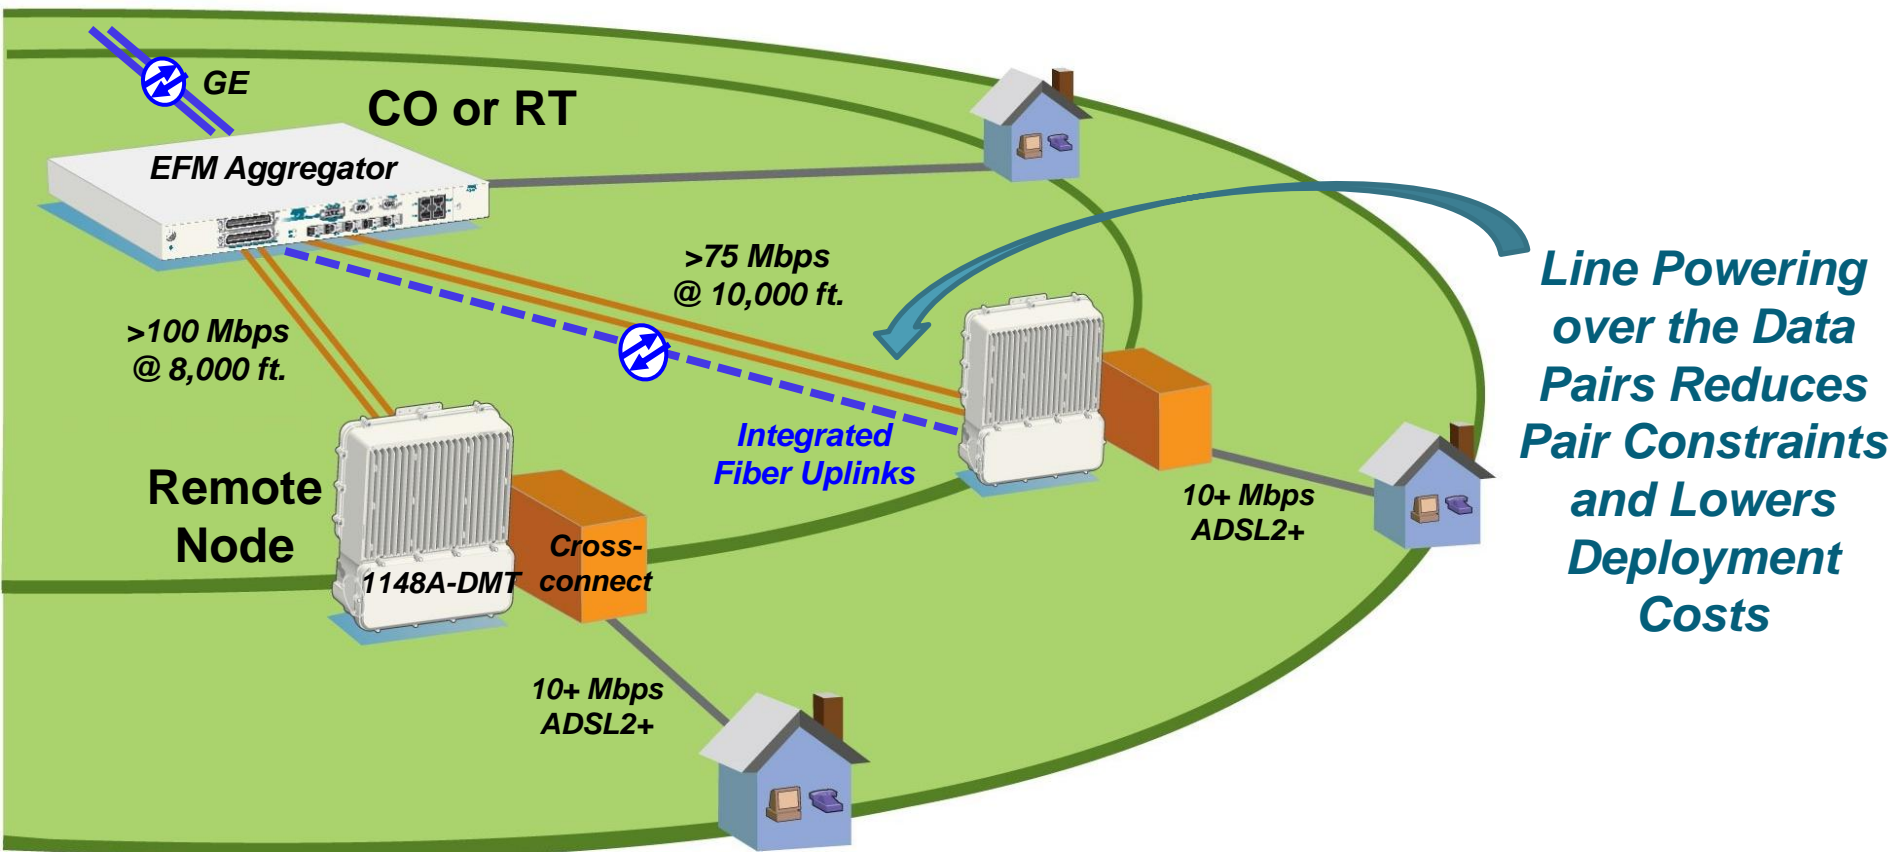 GE
CO or RT
EFM Aggregator
>75 Mbps
@ 10,000 ft.
>100 Mbps
@ 8,000 ft.
Line Powering
over the Data
Pairs Reduces
Pair Constraints
and Lowers
Deployment
Costs
Integrated
Fiber Uplinks
Remote
Node
10+ Mbps
ADSL2+
Cross-
connect
1148A-DMT
10+ Mbps
ADSL2+